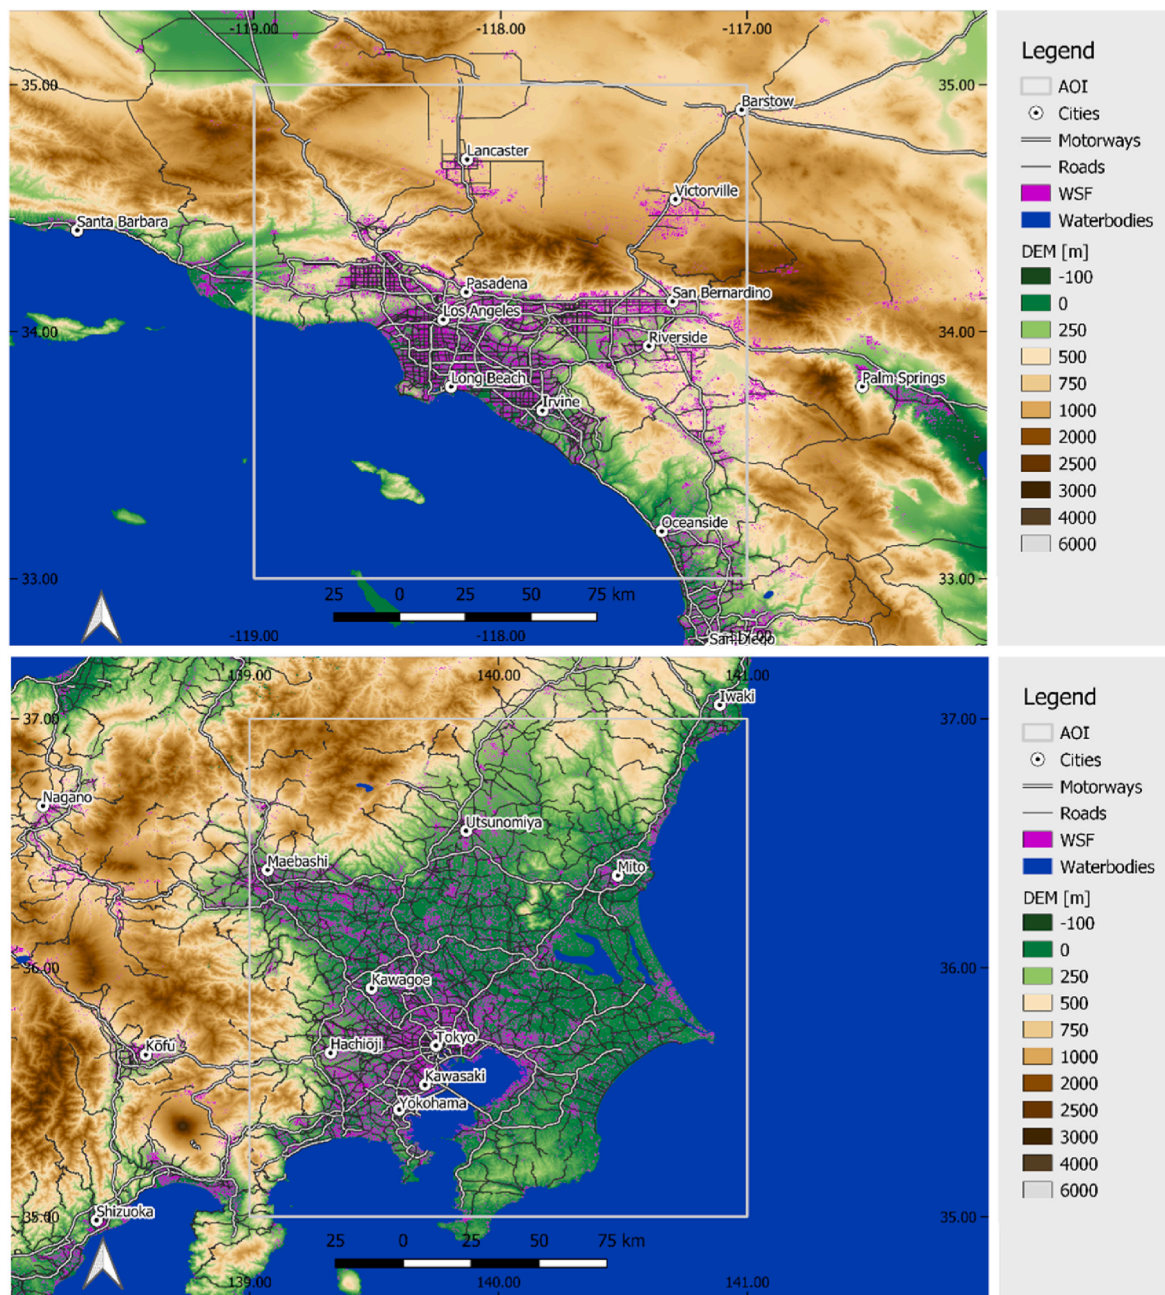 -119.00 -118.00 -117.00
35.00 35.00
Barstow
Lancaster
Victorville
Santa Barbara
Pasadena
San Bernardino
Los Angeles
34.00 34.00
Riverside
Long Beach
Palm Springs
Irvine
Oceanside
33.00 33.00
25 0 25 50 75 km
-119.00 -118.00 -117.00
San Diego
Legend
AOI
Cities
Motorways
Roads
WSF
Waterbodies
DEM [m]
-100
0
250
500
750
1000
2000
2500
3000
4000
6000
139.00 140.00 141.00
Iwaki
37.00 37.00
Nagano
Utsunomiya
Maebashi
Mito
36.00 36.00
Kawagoe
Tokyo
Hachiōji
Kōfu
Kawasaki
Yokohama
Shizuoka
35.00 35.00
25 0 25 50 75 km
139.00 140.00 141.00
Legend
AOI
Cities
Motorways
Roads
WSF
Waterbodies
DEM [m]
-100
0
250
500
750
1000
2000
2500
3000
4000
6000